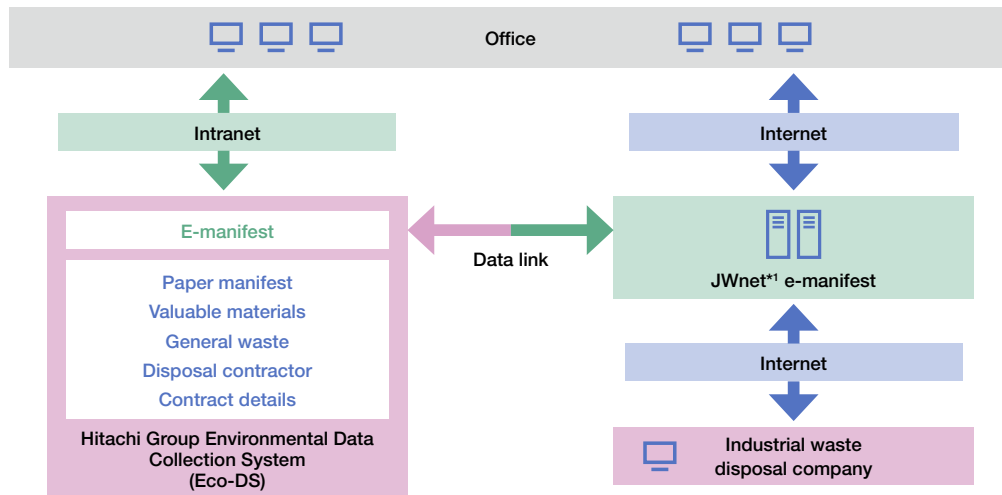 Office
Intranet
Internet
E-manifest
Paper manifest
Valuable materials
General waste
Disposal contractor
Contract details
Hitachi Group Environmental Data
Collection System
(Eco-DS)
Data link
JWnet*1 e-manifest
Internet
Industrial waste
disposal company